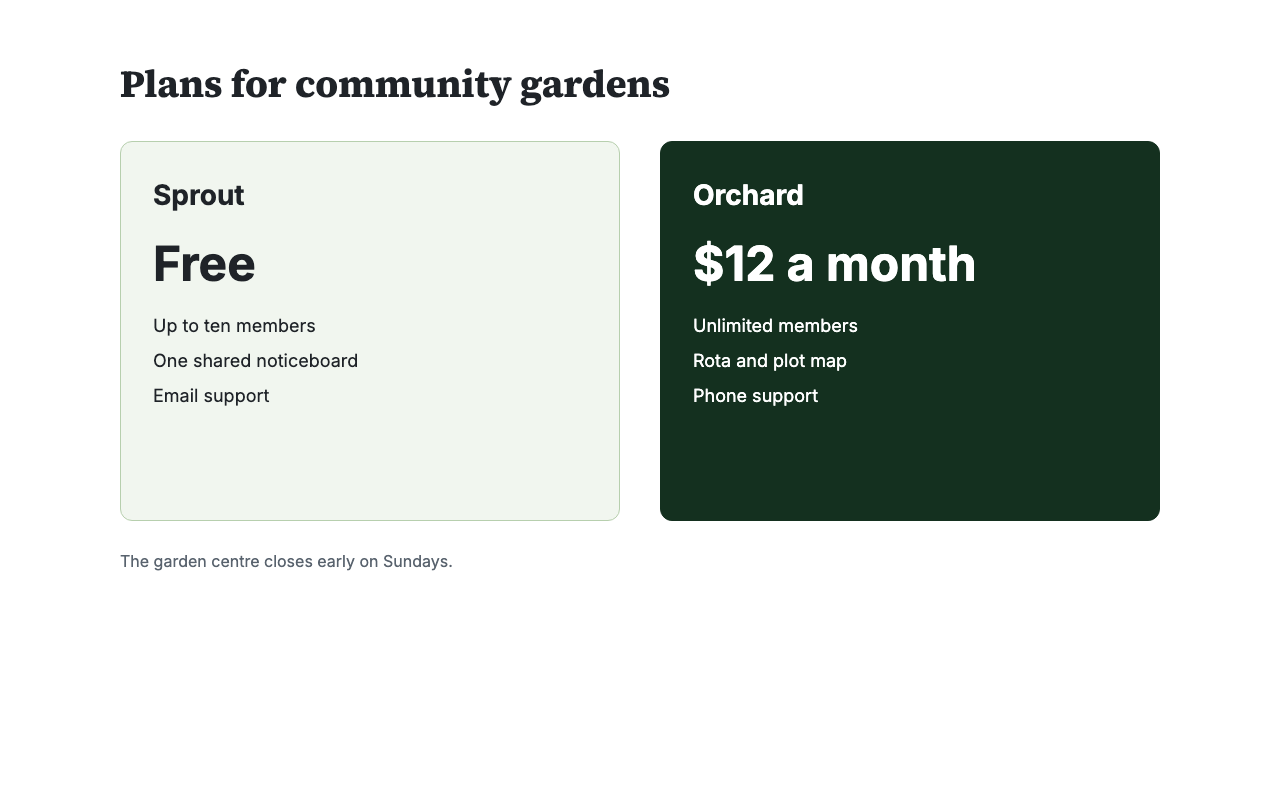 Plans for community gardens
Sprout
Free
Up to ten members
One shared noticeboard
Email support
Orchard
$12 a month
Unlimited members
Rota and plot map
Phone support
The garden centre closes early on Sundays.